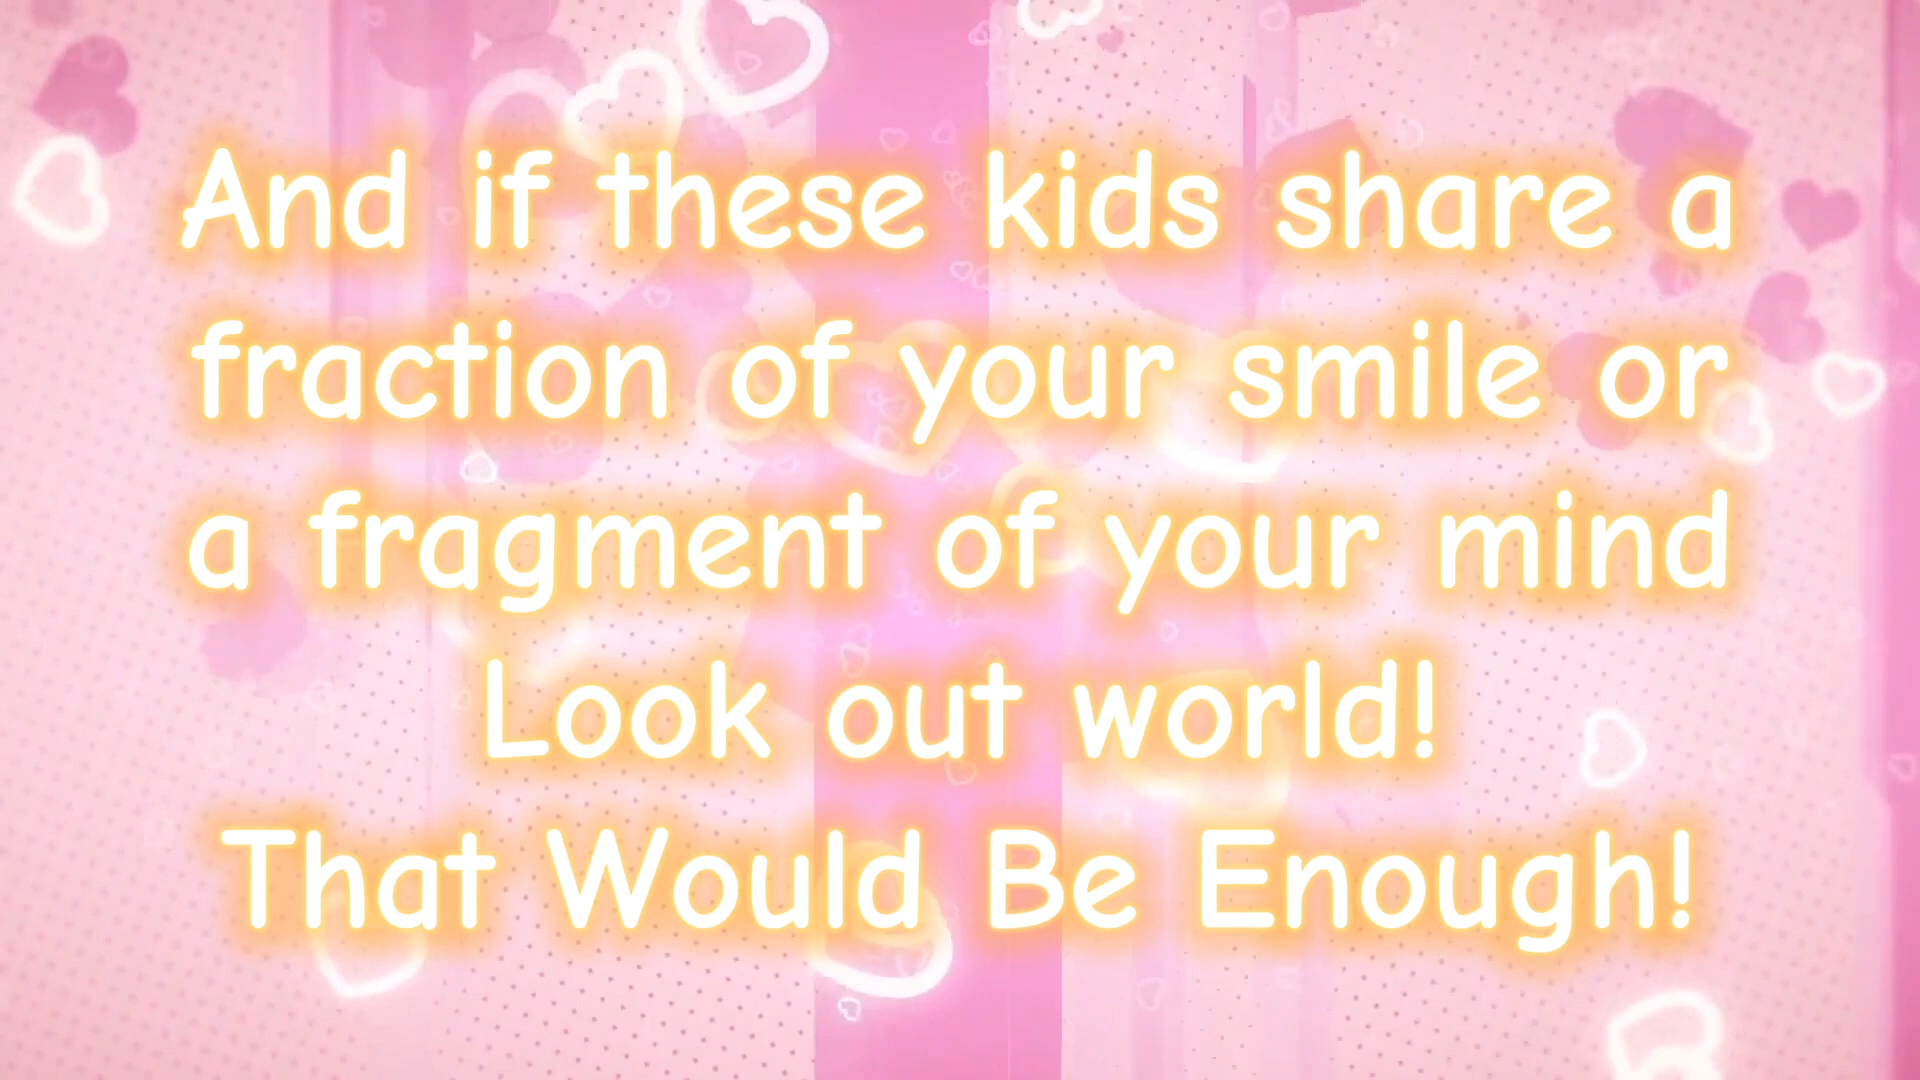 And if these kids share a
fraction of your smile or
a fragment of your mind
Look out world!
That Would Be Enough!